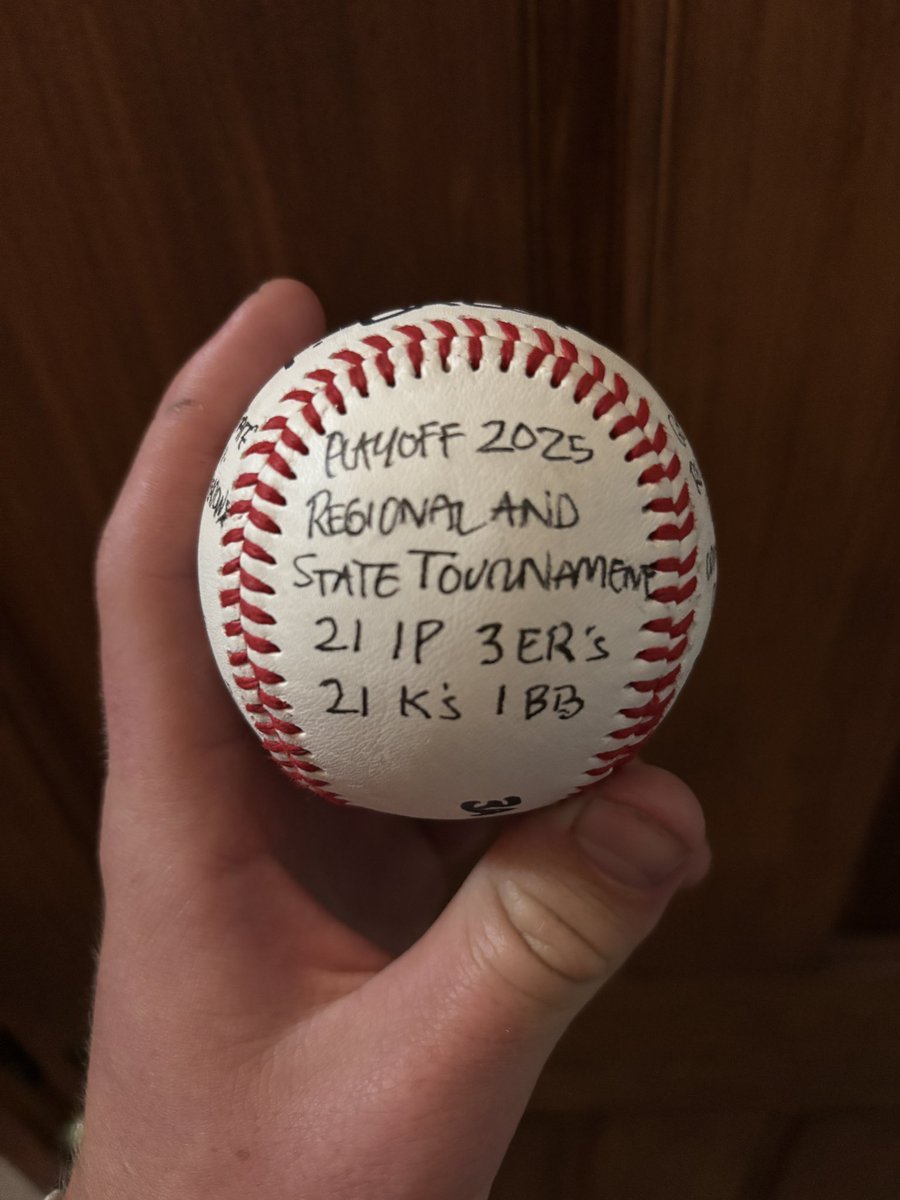 PLAYOFF 2025
REGIONAL AND
STATE TOURNAMENT
21 IP 3 ER's
21 K's 1 BB